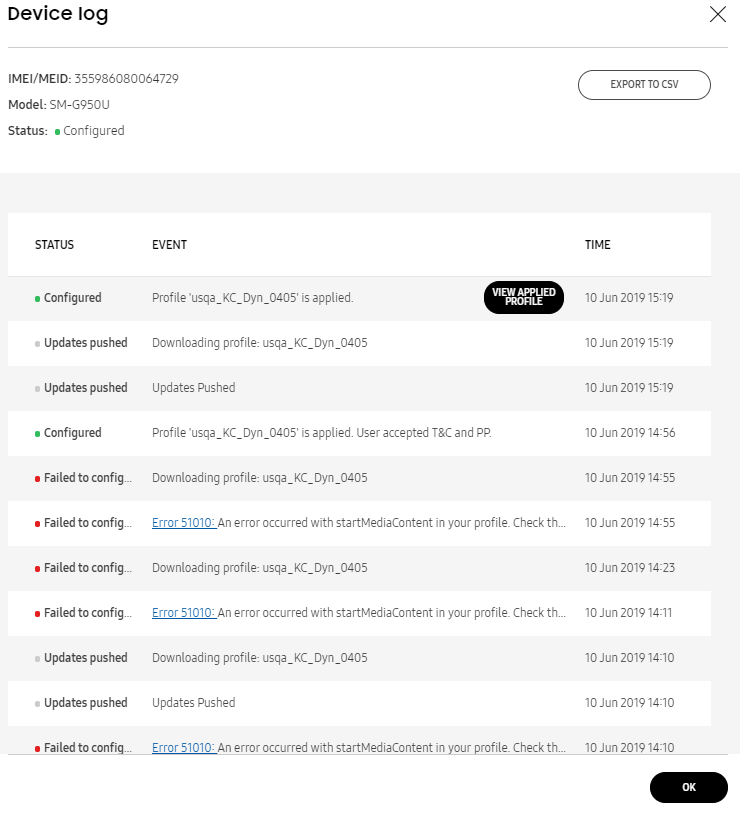 Device log
IMEI/MEID: 355986080064729
EXPORT TO CSV
Model: SM-G950U
Status: Configured
STATUS EVENT TIME
Configured Profile 'usqa_KC_Dyn_0405' is applied. VIEW APPLIED PROFILE 10 Jun 2019 15:19
Updates pushed Downloading profile: usqa_KC_Dyn_0405 10 Jun 2019 15:19
Updates pushed Updates Pushed 10 Jun 2019 15:19
Configured Profile 'usqa_KC_Dyn_0405' is applied. User accepted T&C and PP. 10 Jun 2019 14:56
Failed to config... Downloading profile: usqa_KC_Dyn_0405 10 Jun 2019 14:55
Failed to config... Error 51010: An error occurred with startMediaContent in your profile. Check th... 10 Jun 2019 14:55
Failed to config... Downloading profile: usqa_KC_Dyn_0405 10 Jun 2019 14:23
Failed to config... Error 51010: An error occurred with startMediaContent in your profile. Check th... 10 Jun 2019 14:11
Updates pushed Downloading profile: usqa_KC_Dyn_0405 10 Jun 2019 14:10
Updates pushed Updates Pushed 10 Jun 2019 14:10
Failed to config... Error 51010: An error occurred with startMediaContent in your profile. Check th... 10 Jun 2019 14:10
OK